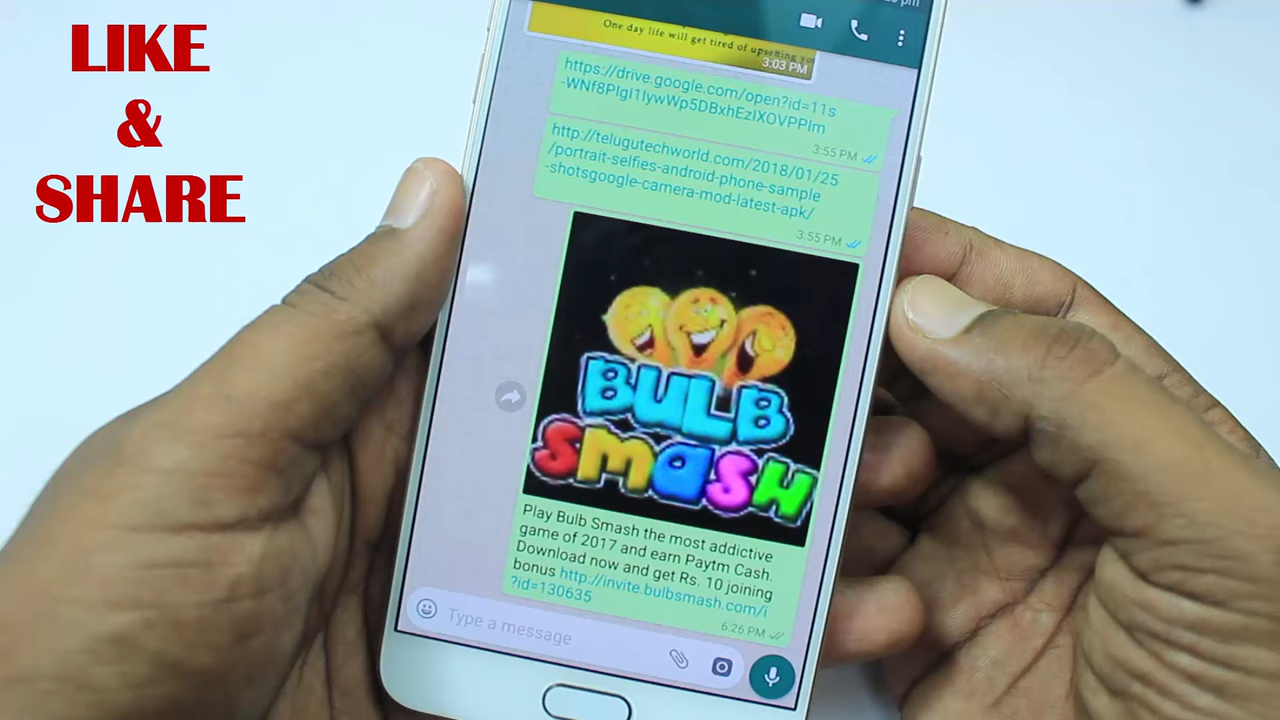 LIKE
&
SHARE
One day life will get tired of upsetting you
3:03 PM
https://drive.google.com/open?id=11s
-WNf8PIgI1IywWp5DBxhEzIXOVPPIm
3:55 PM
http://telugutechworld.com/2018/01/25
/portrait-selfies-android-phone-sample
-shotsgoogle-camera-mod-latest-apk/
3:55 PM
BULB
SMASH
Play Bulb Smash the most addictive
game of 2017 and earn Paytm Cash.
Download now and get Rs. 10 joining
bonus http://invite.bulbsmash.com/i
?id=130635
6:26 PM
Type a message